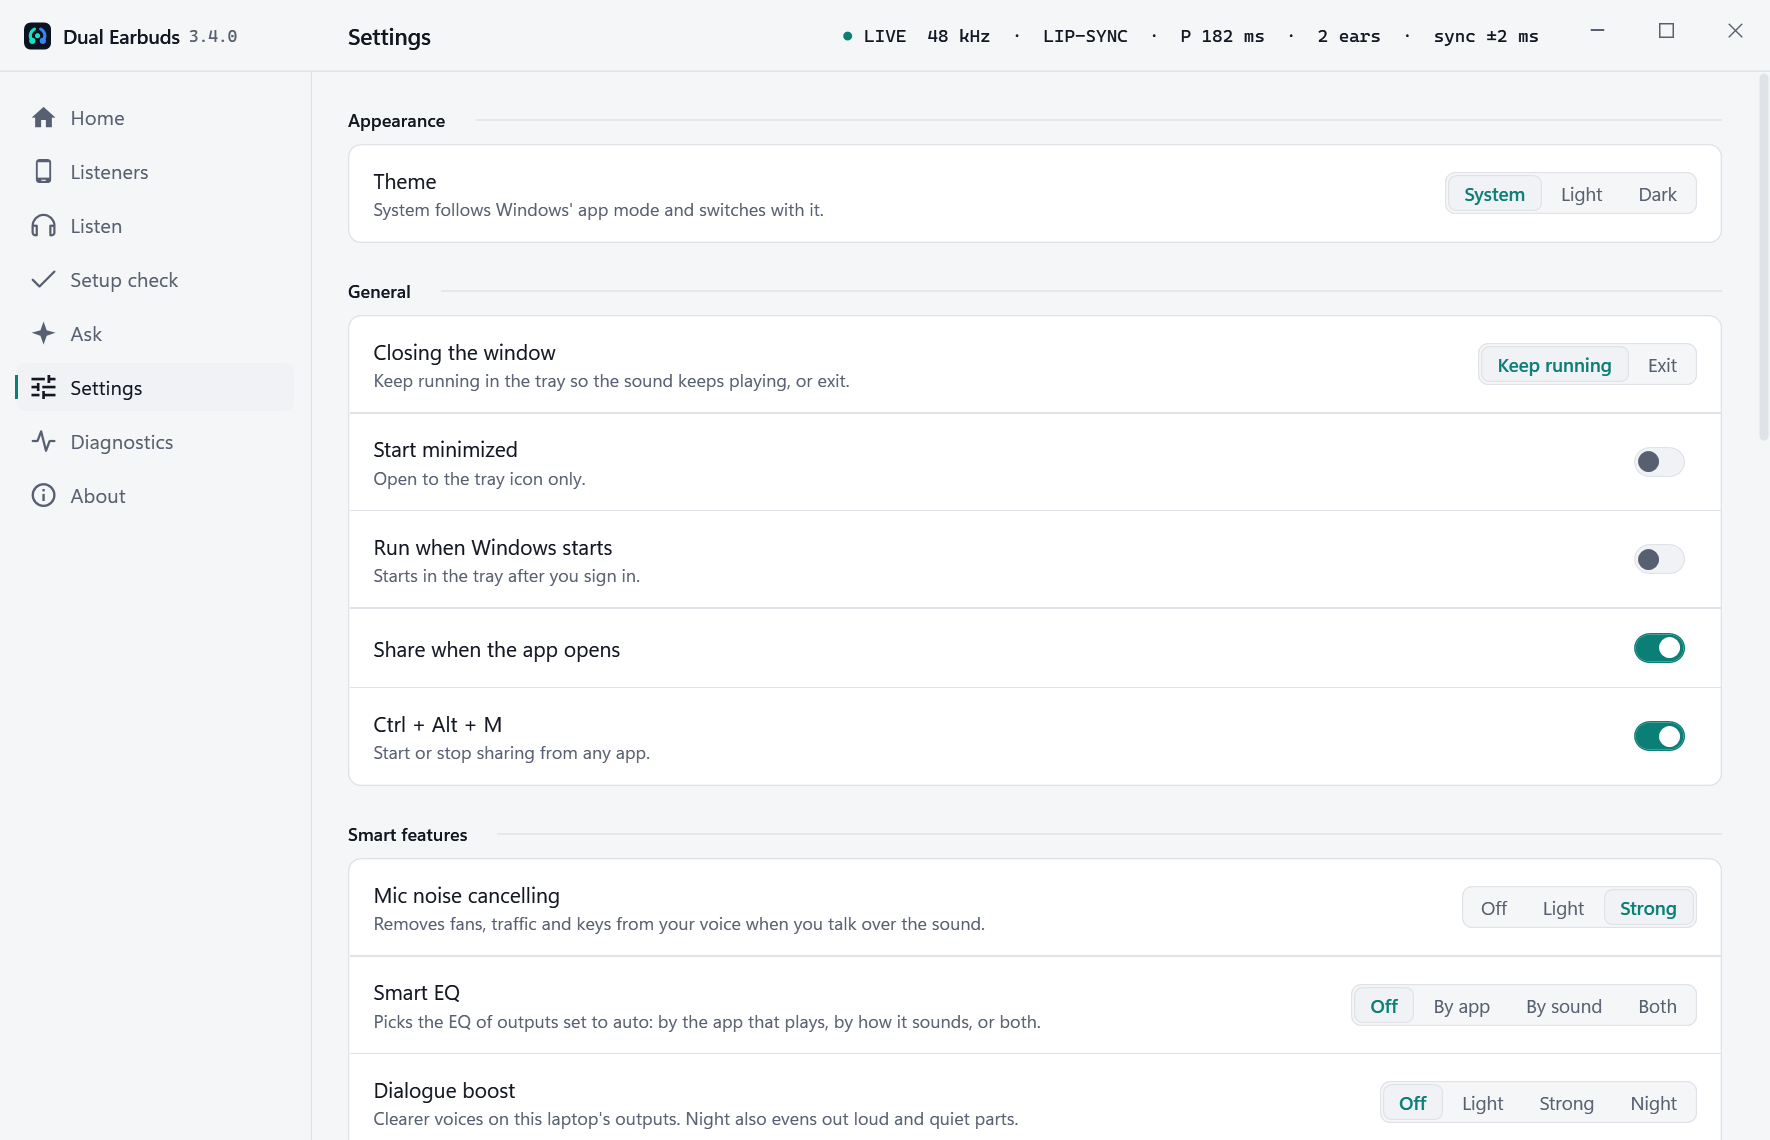 Dual Earbuds 3.4.0
Settings
LIVE 48 kHz · LIP-SYNC · P 182 ms · 2 ears · sync ±2 ms
Home
Listeners
Listen
Setup check
Ask
Settings
Diagnostics
About
Appearance
Theme
System follows Windows' app mode and switches with it.
System Light Dark
General
Closing the window
Keep running in the tray so the sound keeps playing, or exit.
Keep running Exit
Start minimized
Open to the tray icon only.
Run when Windows starts
Starts in the tray after you sign in.
Share when the app opens
Ctrl + Alt + M
Start or stop sharing from any app.
Smart features
Mic noise cancelling
Removes fans, traffic and keys from your voice when you talk over the sound.
Off Light Strong
Smart EQ
Picks the EQ of outputs set to auto: by the app that plays, by how it sounds, or both.
Off By app By sound Both
Dialogue boost
Clearer voices on this laptop's outputs. Night also evens out loud and quiet parts.
Off Light Strong Night